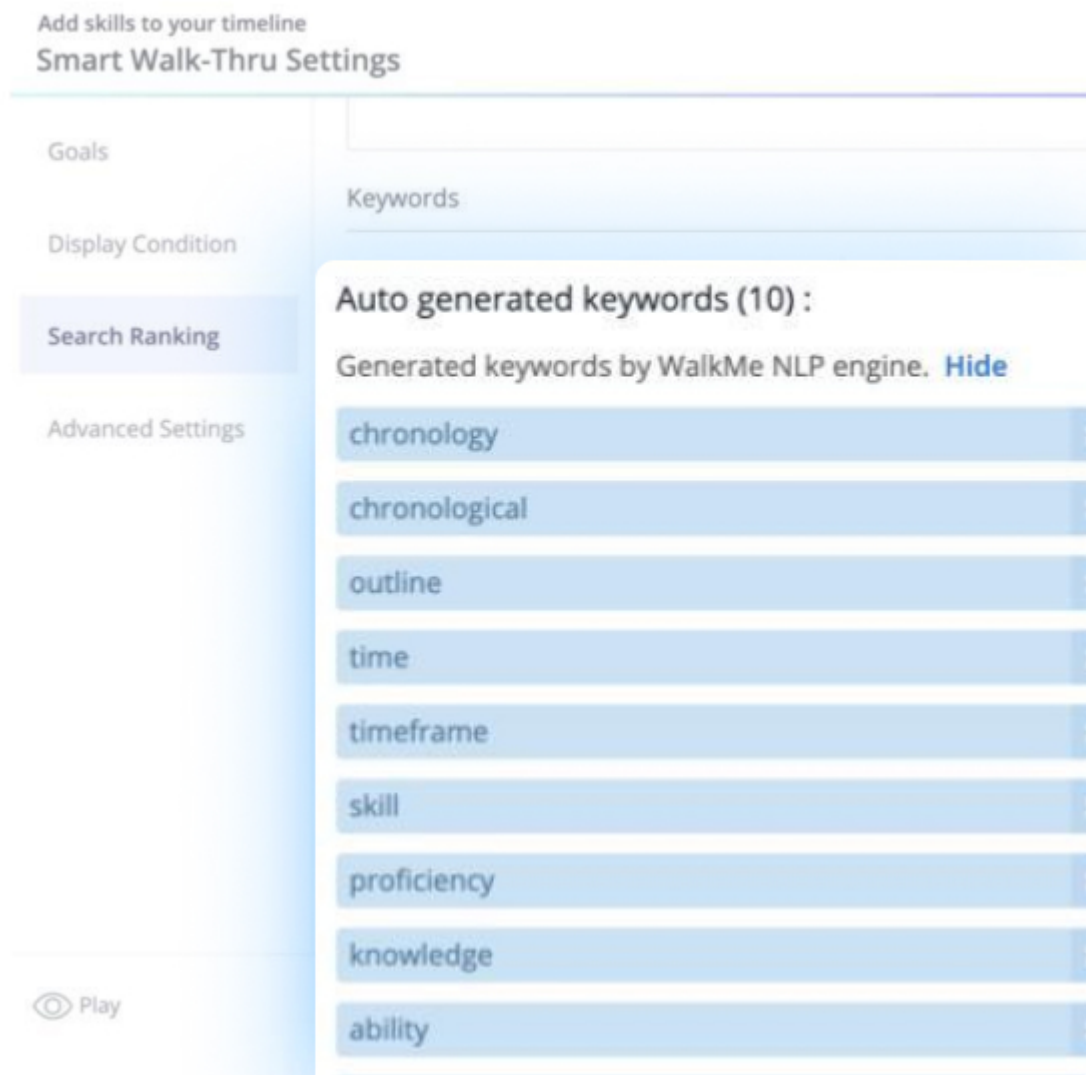 Add skills to your timeline
Smart Walk-Thru Settings
Goals
Display Condition
Search Ranking
Advanced Settings
Play
Keywords
Auto generated keywords (10) :
Generated keywords by WalkMe NLP engine. Hide
chronology
chronological
outline
time
timeframe
skill
proficiency
knowledge
ability